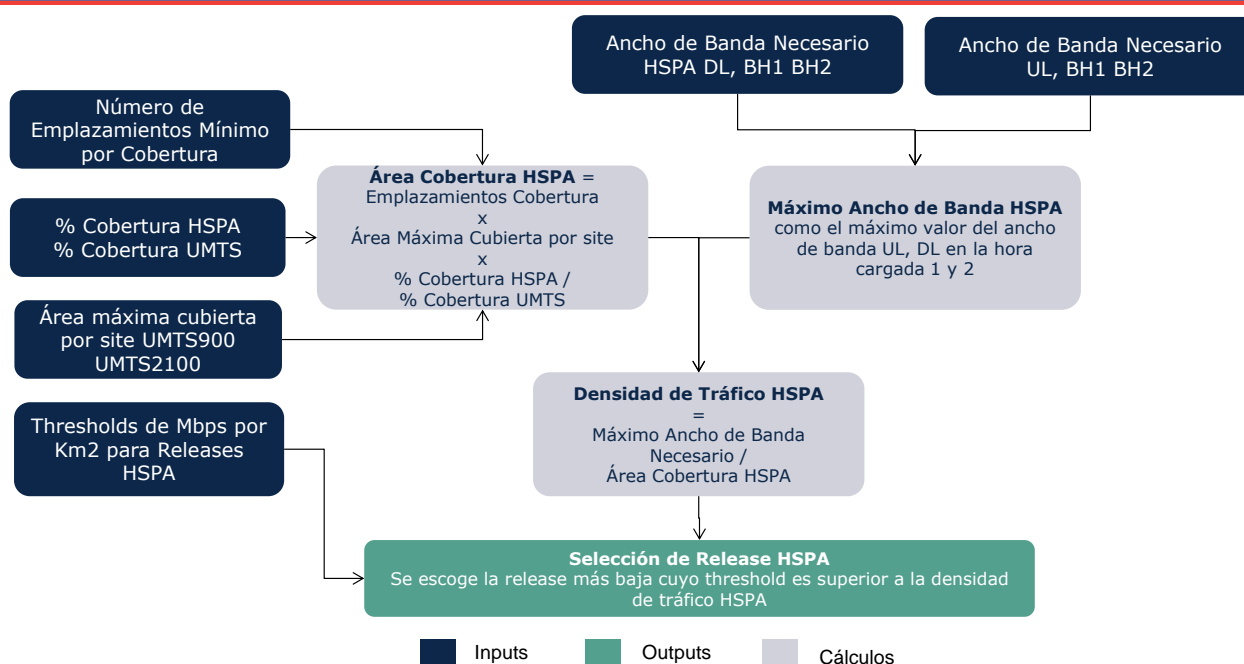 Ancho de Banda Necesario
HSPA DL, BH1 BH2
Ancho de Banda Necesario
UL, BH1 BH2
Número de
Emplazamientos Mínimo
por Cobertura
Área Cobertura HSPA =
Emplazamientos Cobertura
x
Área Máxima Cubierta por site
x
% Cobertura HSPA /
% Cobertura UMTS
Máximo Ancho de Banda HSPA
como el máximo valor del ancho
de banda UL, DL en la hora
cargada 1 y 2
% Cobertura HSPA
% Cobertura UMTS
Área máxima cubierta
por site UMTS900
UMTS2100
Densidad de Tráfico HSPA
=
Máximo Ancho de Banda
Necesario /
Área Cobertura HSPA
Thresholds de Mbps por
Km2 para Releases
HSPA
Selección de Release HSPA
Se escoge la release más baja cuyo threshold es superior a la densidad
de tráfico HSPA
Inputs
Outputs
Cálculos